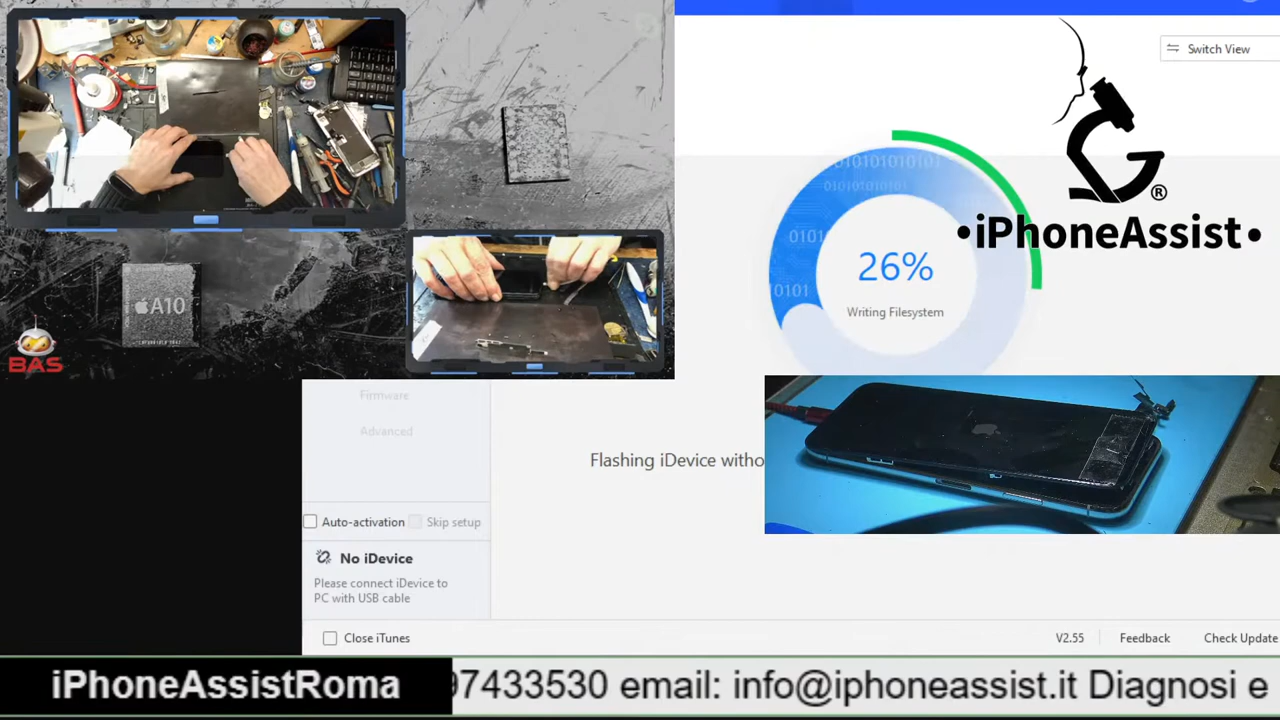 Switch View
®
•iPhoneAssist•
26%
Writing Filesystem
A10
BAS
Firmware
Advanced
Flashing iDevice witho
Auto-activation
Skip setup
No iDevice
Please connect iDevice to
PC with USB cable
Close iTunes
V2.55
Feedback
Check Update
iPhoneAssistRoma
97433530 email: info@iphoneassist.it Diagnosi e